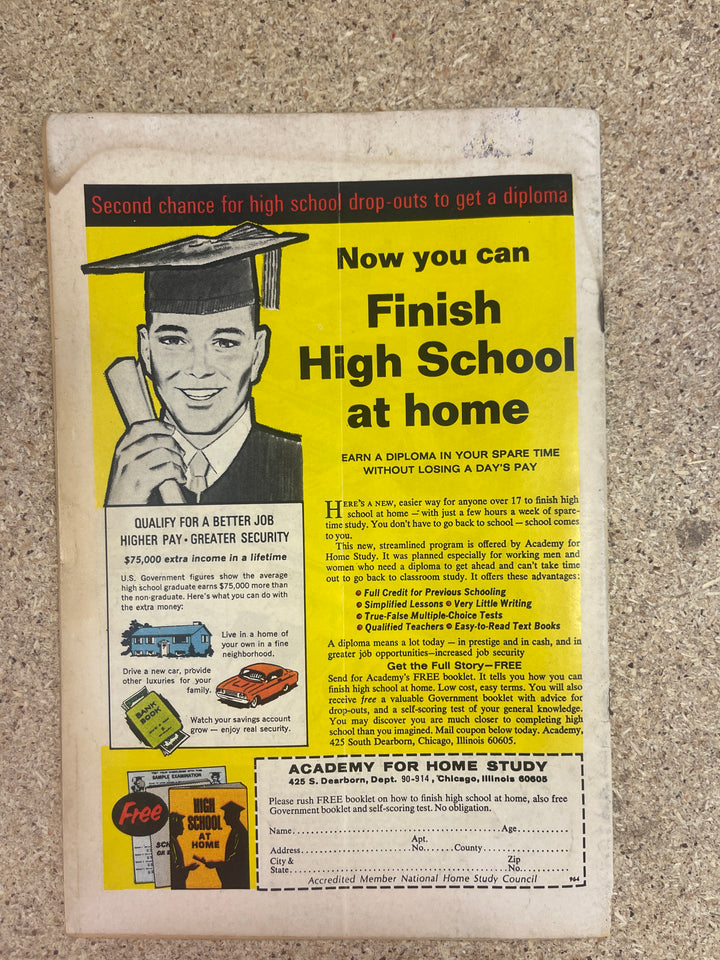 Second chance for high school drop-outs to get a diploma
Now you can
Finish
High School
at home
EARN A DIPLOMA IN YOUR SPARE TIME
WITHOUT LOSING A DAY'S PAY
HERE'S A NEW, easier way for anyone over 17 to finish high
school at home — with just a few hours a week of spare-
time study. You don't have to go back to school — school comes
to you.
This new, streamlined program is offered by Academy for
Home Study. It was planned especially for working men and
women who need a diploma to get ahead and can't take time
out to go back to classroom study. It offers these advantages:
• Full Credit for Previous Schooling
• Simplified Lessons • Very Little Writing
• True-False Multiple-Choice Tests
• Qualified Teachers • Easy-to-Read Text Books
A diploma means a lot today — in prestige and in cash, and in
greater job opportunities—increased job security
Get the Full Story—FREE
Send for Academy's FREE booklet. It tells you how you can
finish high school at home. Low cost, easy terms. You will also
receive free a valuable Government booklet with advice for
drop-outs, and a self-scoring test of your general knowledge.
You may discover you are much closer to completing high
school than you imagined. Mail coupon below today. Academy,
425 South Dearborn, Chicago, Illinois 60605.
QUALIFY FOR A BETTER JOB
HIGHER PAY • GREATER SECURITY
$75,000 extra income in a lifetime
U.S. Government figures show the average
high school graduate earns $75,000 more than
the non-graduate. Here's what you can do with
the extra money:
Live in a home of
your own in a fine
neighborhood.
Drive a new car, provide
other luxuries for your
family.
BANK
BOOK
Watch your savings account
grow — enjoy real security.
Free
SAMPLE EXAMINATION
HIGH
SCHOOL
AT
HOME
ACADEMY FOR HOME STUDY
425 S. Dearborn, Dept. 90-914, Chicago, Illinois 60605
Please rush FREE booklet on how to finish high school at home, also free
Government booklet and self-scoring test. No obligation.
Name Age
Apt.
Address No. County
City & Zip
State No.
Accredited Member National Home Study Council 964